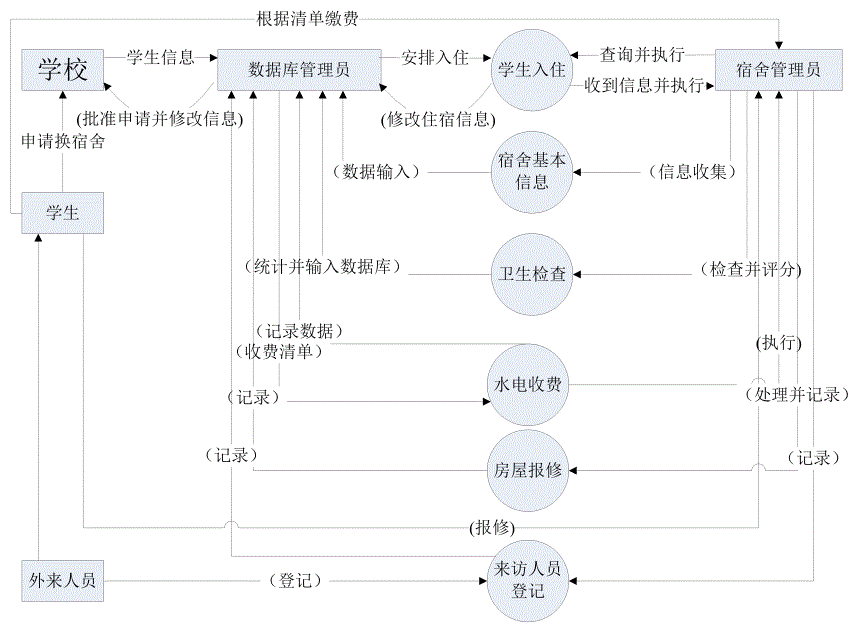 根据清单缴费
学校
学生信息
数据库管理员
安排入住
学生入住
查询并执行
收到信息并执行
宿舍管理员
(批准申请并修改信息)
(修改住宿信息)
申请换宿舍
（数据输入）
宿舍基本
信息
（信息收集）
学生
（统计并输入数据库）
卫生检查
（检查并评分)
（记录数据）
（收费清单）
(执行)
水电收费
（记录）
（处理并记录）
（记录）
房屋报修
（记录）
(报修)
外来人员
（登记）
来访人员
登记